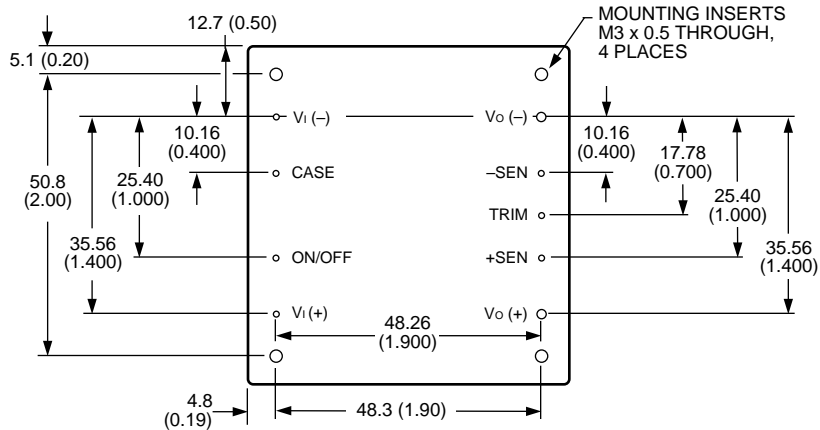 12.7 (0.50)
MOUNTING INSERTS
M3 x 0.5 THROUGH,
4 PLACES
5.1 (0.20)
VI (–)
VO (–)
10.16
(0.400)
10.16
(0.400)
17.78
(0.700)
CASE
–SEN
50.8
(2.00)
25.40
(1.000)
25.40
(1.000)
TRIM
35.56
(1.400)
35.56
(1.400)
ON/OFF
+SEN
VI (+)
VO (+)
48.26
(1.900)
4.8
(0.19)
48.3 (1.90)